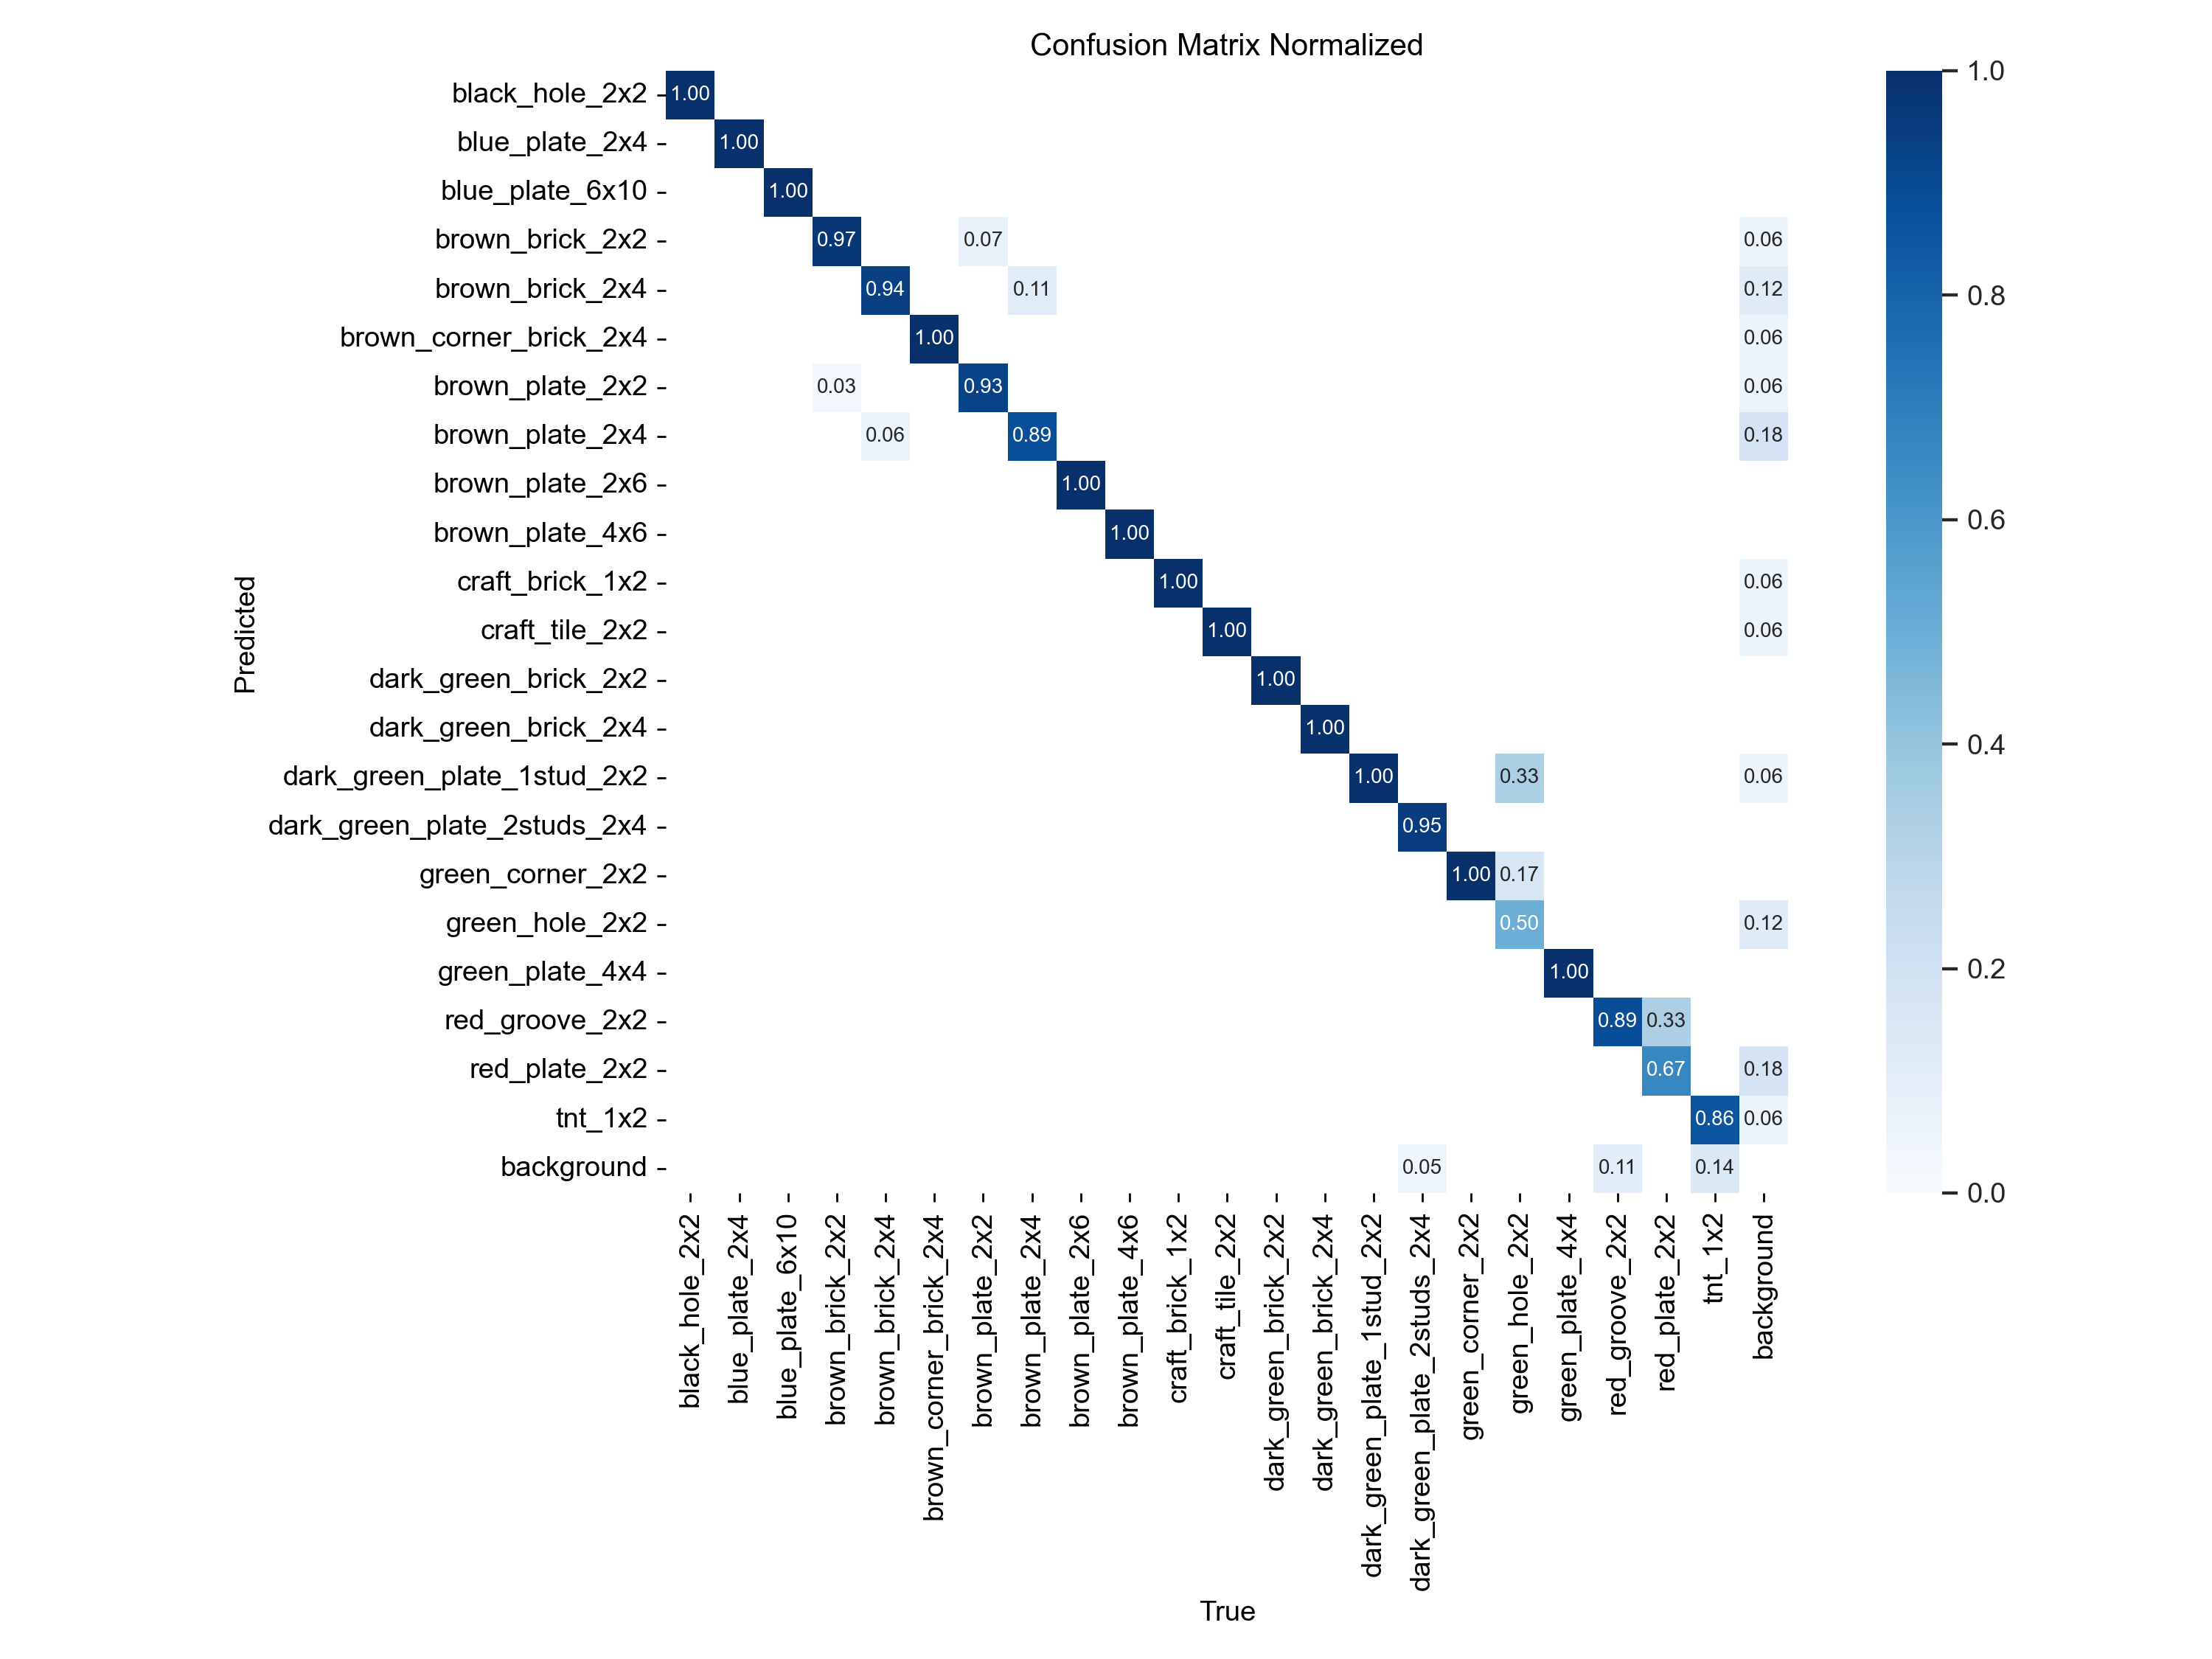 Confusion Matrix Normalized
black_hole_2x2 1.00 1.0
blue_plate_2x4 1.00
blue_plate_6x10 1.00
brown_brick_2x2 0.97 0.07 0.06
brown_brick_2x4 0.94 0.11 0.12 0.8
brown_corner_brick_2x4 1.00 0.06
brown_plate_2x2 0.03 0.93 0.06
brown_plate_2x4 0.06 0.89 0.18
brown_plate_2x6 1.00
brown_plate_4x6 1.00 0.6
craft_brick_1x2 1.00 0.06
craft_tile_2x2 1.00 0.06
Predicted
dark_green_brick_2x2 1.00
dark_green_brick_2x4 1.00 0.4
dark_green_plate_1stud_2x2 1.00 0.33 0.06
dark_green_plate_2studs_2x4 0.95
green_corner_2x2 1.00 0.17
green_hole_2x2 0.50 0.12
green_plate_4x4 1.00 0.2
red_groove_2x2 0.89 0.33
red_plate_2x2 0.67 0.18
tnt_1x2 0.86 0.06
background 0.05 0.11 0.14 0.0
black_hole_2x2
blue_plate_2x4
blue_plate_6x10
brown_brick_2x2
brown_brick_2x4
brown_corner_brick_2x4
brown_plate_2x2
brown_plate_2x4
brown_plate_2x6
brown_plate_4x6
craft_brick_1x2
craft_tile_2x2
dark_green_brick_2x2
dark_green_brick_2x4
dark_green_plate_1stud_2x2
dark_green_plate_2studs_2x4
green_corner_2x2
green_hole_2x2
green_plate_4x4
red_groove_2x2
red_plate_2x2
tnt_1x2
background
True